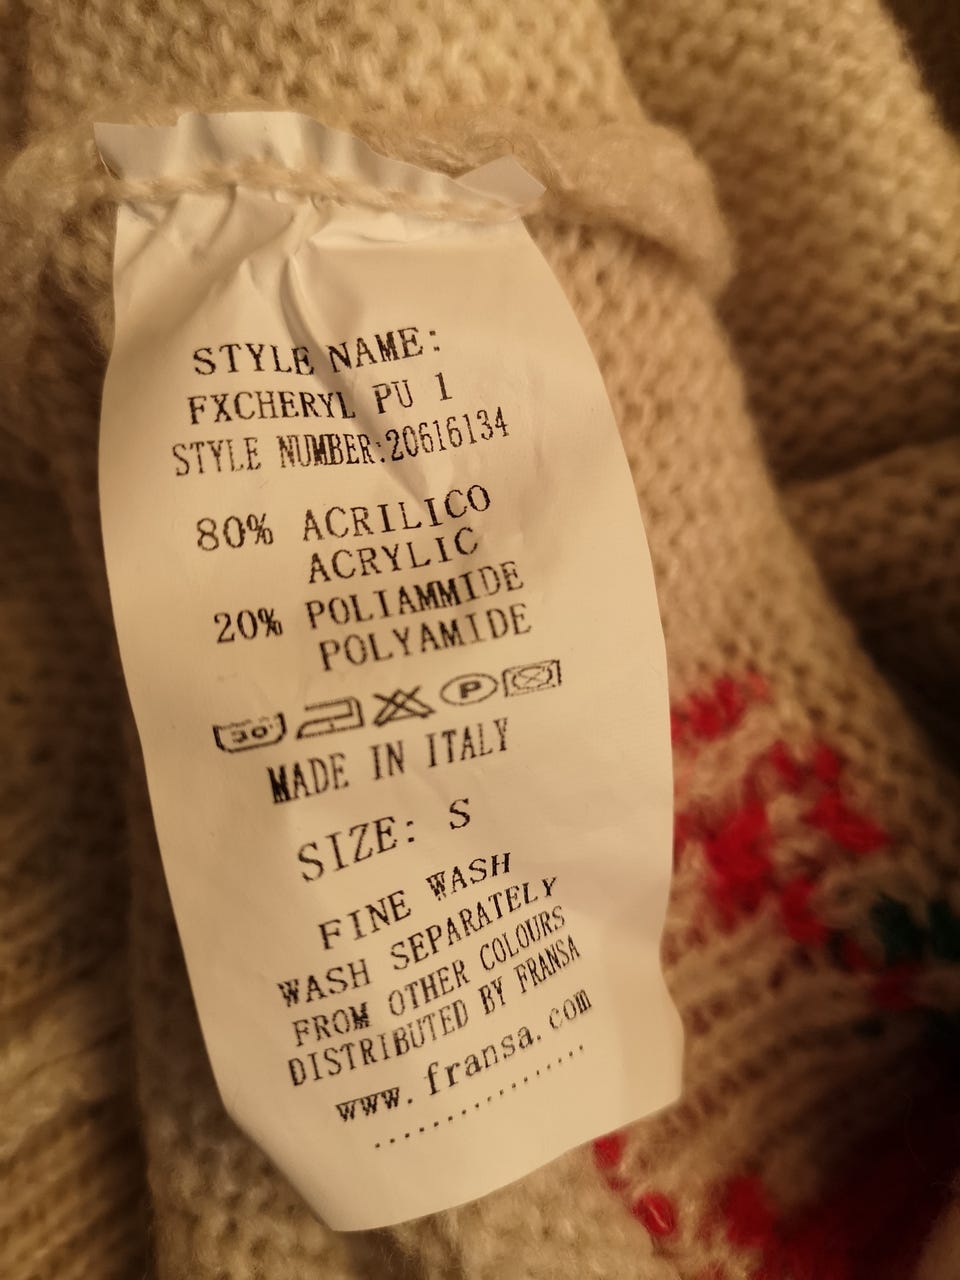 STYLE NAME:
FXCHERYL PU 1
STYLE NUMBER:20616134
80% ACRILICO
ACRYLIC
20% POLIAMMIDE
POLYAMIDE
30° P
MADE IN ITALY
SIZE: S
FINE WASH
WASH SEPARATELY
FROM OTHER COLOURS
DISTRIBUTED BY FRANSA
www.fransa.com
................